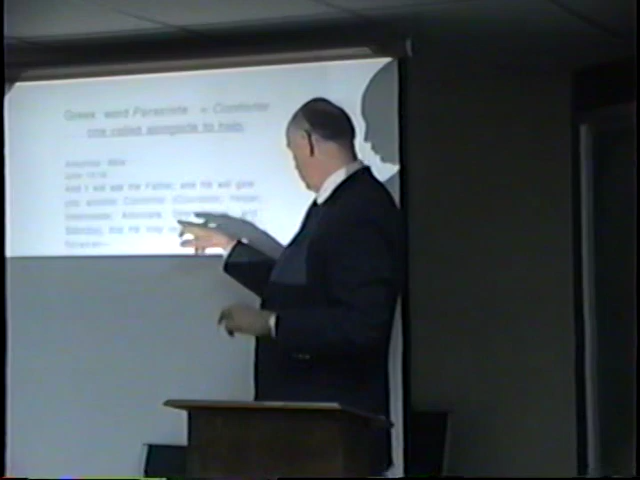 Greek word Paraclete = Comforter
one called alongside to help.
Amplified Bible
John 14:16
And I will ask the Father, and He will give
you another Comforter (Counselor, Helper,
Intercessor, Advocate, and
Standby, that He may
forever--